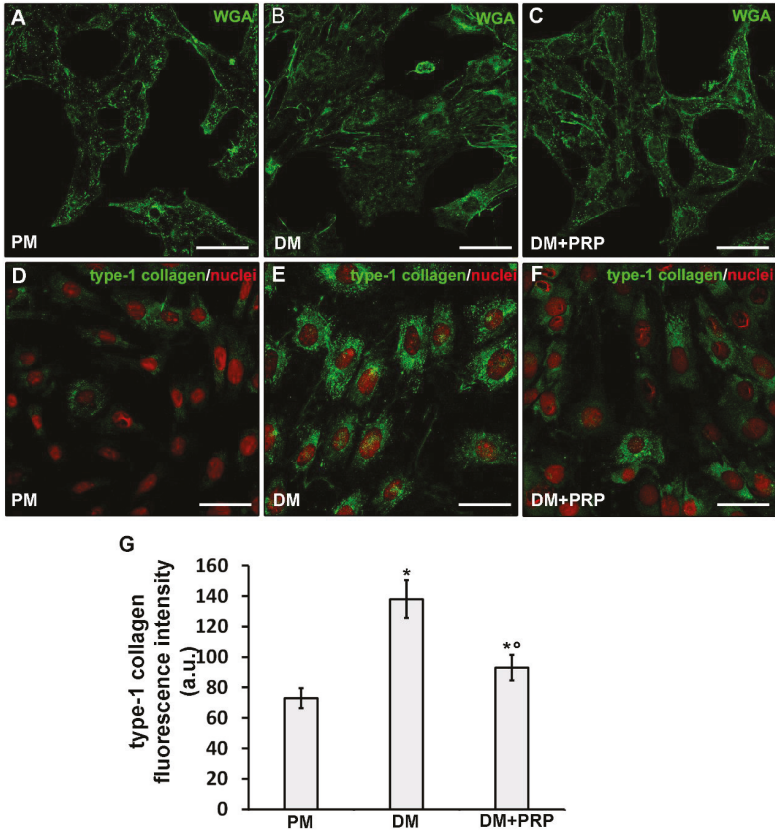 A WGA
PM
B WGA
DM
C WGA
DM+PRP
D type-1 collagen/nuclei
PM
E type-1 collagen/nuclei
DM
F type-1 collagen/nuclei
DM+PRP
G
type-1 collagen
fluorescence intensity
(a.u.)
160
140
120
100
80
60
40
20
0
*
*°
PM DM DM+PRP